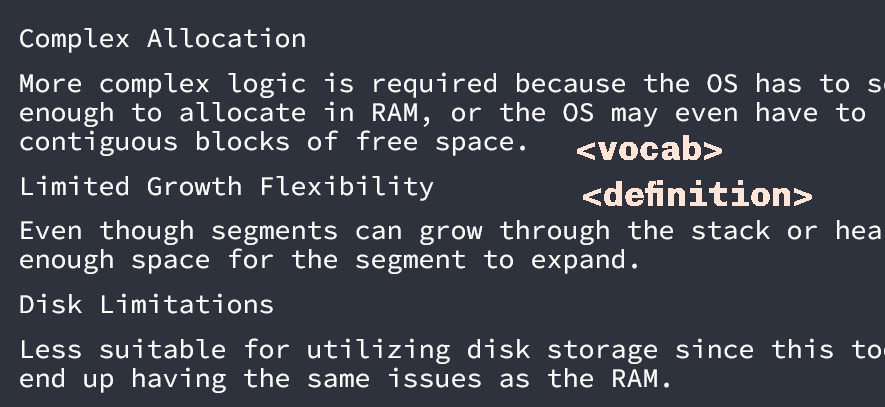 Complex Allocation
More complex logic is required because the OS has to
enough to allocate in RAM, or the OS may even have to
contiguous blocks of free space.
<vocab>
Limited Growth Flexibility
<definition>
Even though segments can grow through the stack or
enough space for the segment to expand.
Disk Limitations
Less suitable for utilizing disk storage since this
end up having the same issues as the RAM.